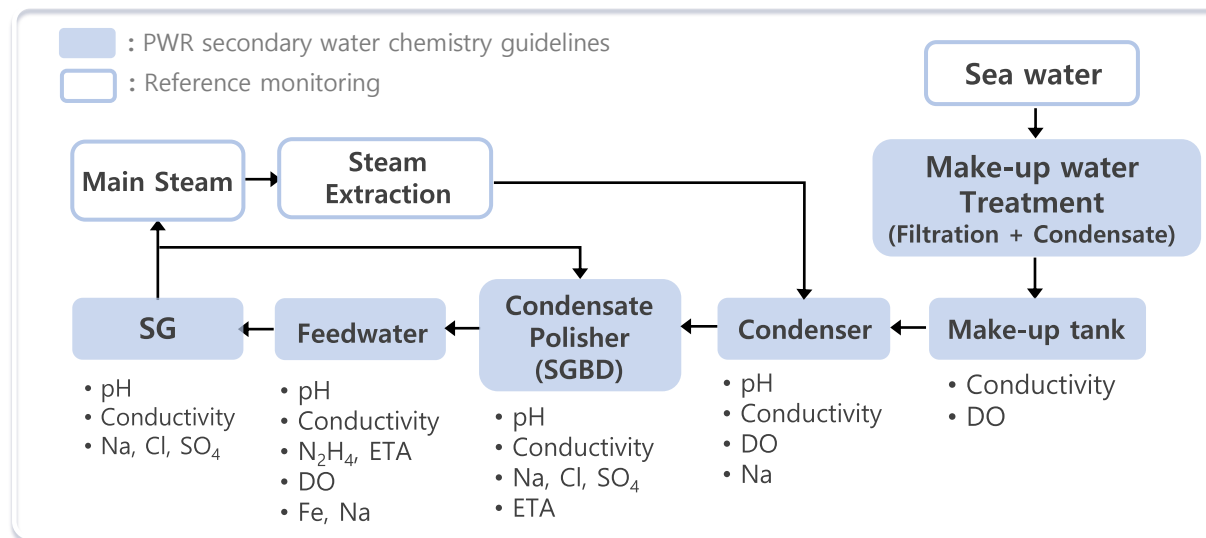 : PWR secondary water chemistry guidelines
: Reference monitoring
Sea water
Make-up water
Treatment
(Filtration + Condensate)
Main Steam
Steam
Extraction
SG
Feedwater
Condensate
Polisher
(SGBD)
Condenser
Make-up tank
• pH
• Conductivity
• Na, Cl, SO₄
• pH
• Conductivity
• N₂H₄, ETA
• DO
• Fe, Na
• pH
• Conductivity
• Na, Cl, SO₄
• ETA
• pH
• Conductivity
• DO
• Na
• Conductivity
• DO